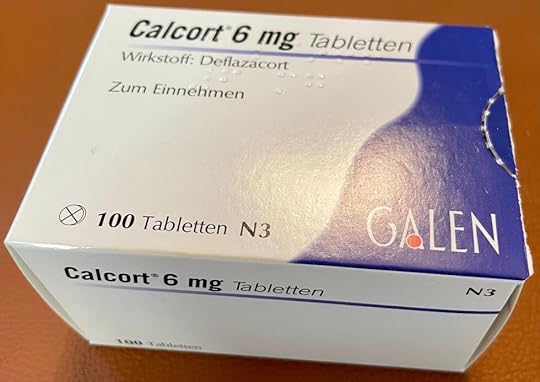 Calcort® 6 mg Tabletten
Wirkstoff: Deflazacort
Zum Einnehmen
100 Tabletten N3
GALEN
Calcort® 6 mg Tabletten N3
100 Tabletten